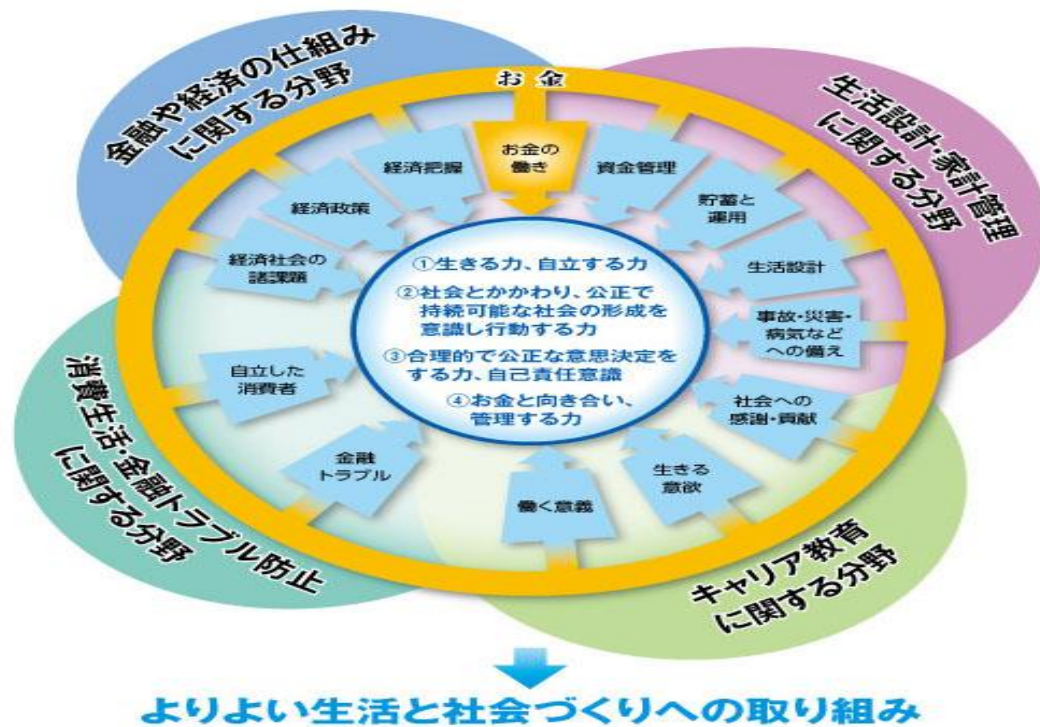 金融や経済の仕組み
に関する分野
お金
生活設計・家計管理
に関する分野
経済把握
お金の
働き
資金管理
経済政策
貯蓄と
運用
経済社会の
諸課題
生活設計
①生きる力、自立する力
②社会とかかわり、公正で
持続可能な社会の形成を
意識し行動する力
③合理的で公正な意思決定を
する力、自己責任意識
④お金と向き合い、
管理する力
事故・災害・
病気など
への備え
自立した
消費者
社会への
感謝・貢献
金融
トラブル
働く意義
生きる
意欲
消費生活・金融トラブル防止
に関する分野
キャリア教育
に関する分野
よりよい生活と社会づくりへの取り組み